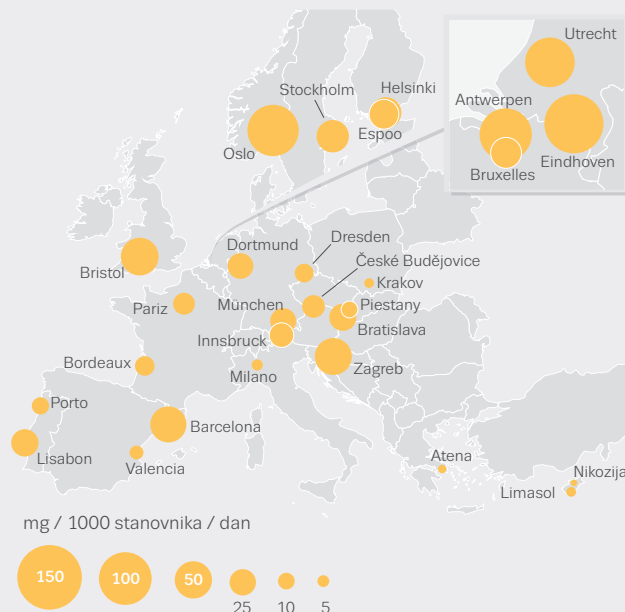 Utrecht
Antwerpen
Eindhoven
Bruxelles
Stockholm
Helsinki
Espoo
Oslo
Bristol
Dortmund
Dresden
České Budějovice
Krakov
Pariz
München
Piestany
Bratislava
Innsbruck
Bordeaux
Milano
Zagreb
Porto
Barcelona
Lisabon
Valencia
Atena
Nikozija
Limasol
mg / 1000 stanovnika / dan
150
100
50
25
10
5